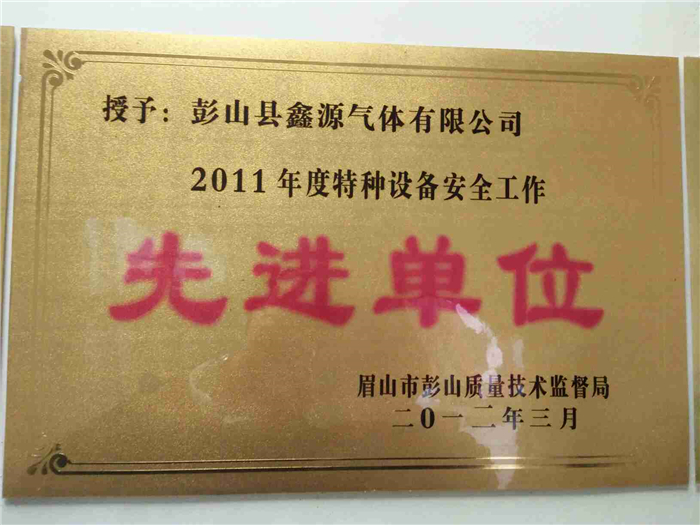 授予：彭山县鑫源气体有限公司
2011年度特种设备安全工作
先进单位
眉山市彭山质量技术监督局
二0一二年三月